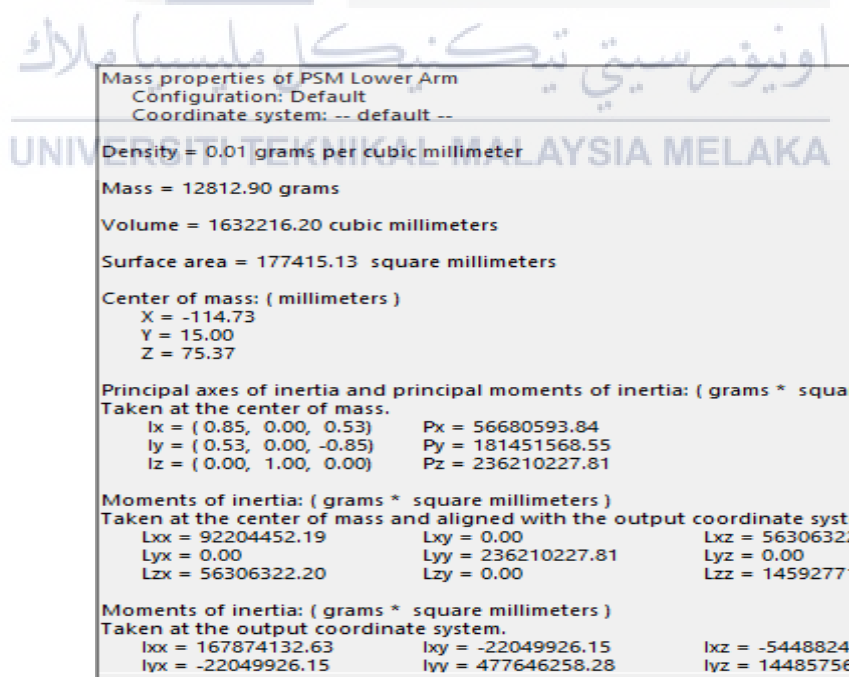 اونيۏرسيتي تيكنيكل مليسيا ملاك
UNIVERSITI TEKNIKAL MALAYSIA MELAKA
Mass properties of PSM Lower Arm
Configuration: Default
Coordinate system: -- default --
Density = 0.01 grams per cubic millimeter
Mass = 12812.90 grams
Volume = 1632216.20 cubic millimeters
Surface area = 177415.13 square millimeters
Center of mass: ( millimeters )
X = -114.73
Y = 15.00
Z = 75.37
Principal axes of inertia and principal moments of inertia: ( grams * squa
Taken at the center of mass.
Ix = ( 0.85, 0.00, 0.53) Px = 56680593.84
Iy = ( 0.53, 0.00, -0.85) Py = 181451568.55
Iz = ( 0.00, 1.00, 0.00) Pz = 236210227.81
Moments of inertia: ( grams * square millimeters )
Taken at the center of mass and aligned with the output coordinate syst
Lxx = 92204452.19 Lxy = 0.00 Lxz = 5630632
Lyx = 0.00 Lyy = 236210227.81 Lyz = 0.00
Lzx = 56306322.20 Lzy = 0.00 Lzz = 14592771
Moments of inertia: ( grams * square millimeters )
Taken at the output coordinate system.
Ixx = 167874132.63 Ixy = -22049926.15 Ixz = -5448824
Iyx = -22049926.15 Iyy = 477646258.28 Iyz = 14485756